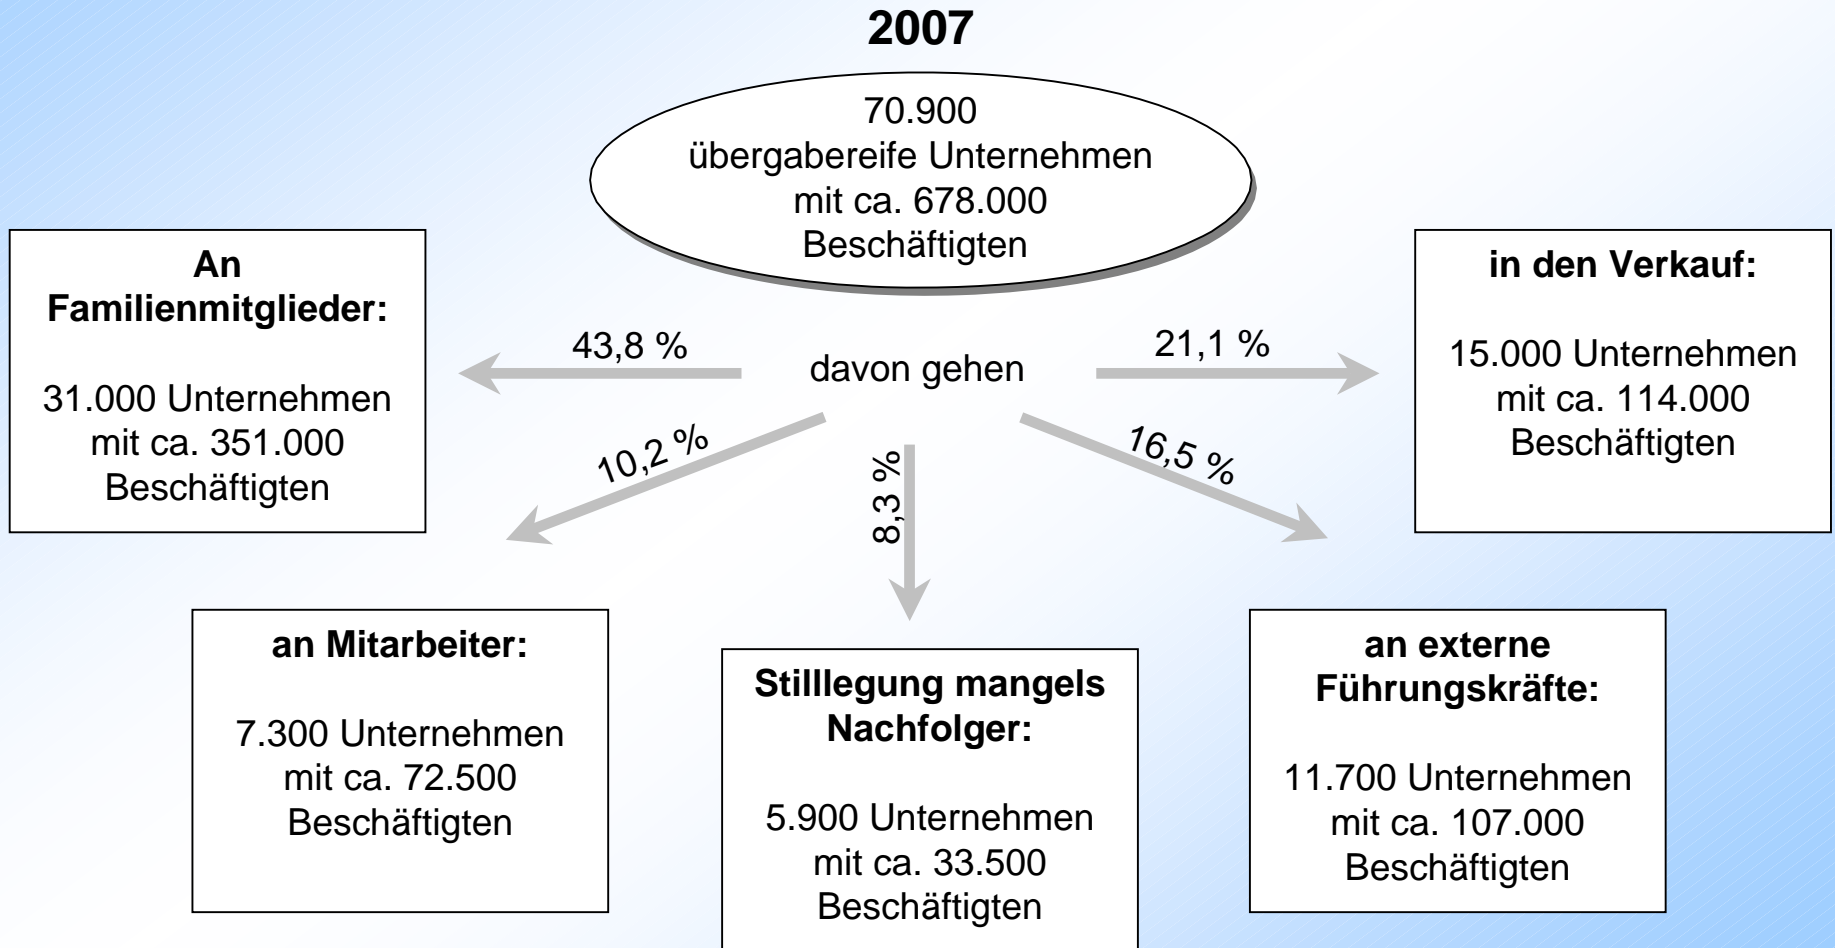 2007
70.900
übergabereife Unternehmen
mit ca. 678.000
Beschäftigten
An
Familienmitglieder:
31.000 Unternehmen
mit ca. 351.000
Beschäftigten
43,8 %
davon gehen
21,1 %
in den Verkauf:
15.000 Unternehmen
mit ca. 114.000
Beschäftigten
10,2 %
8,3 %
16,5 %
an Mitarbeiter:
7.300 Unternehmen
mit ca. 72.500
Beschäftigten
Stilllegung mangels
Nachfolger:
5.900 Unternehmen
mit ca. 33.500
Beschäftigten
an externe
Führungskräfte:
11.700 Unternehmen
mit ca. 107.000
Beschäftigten